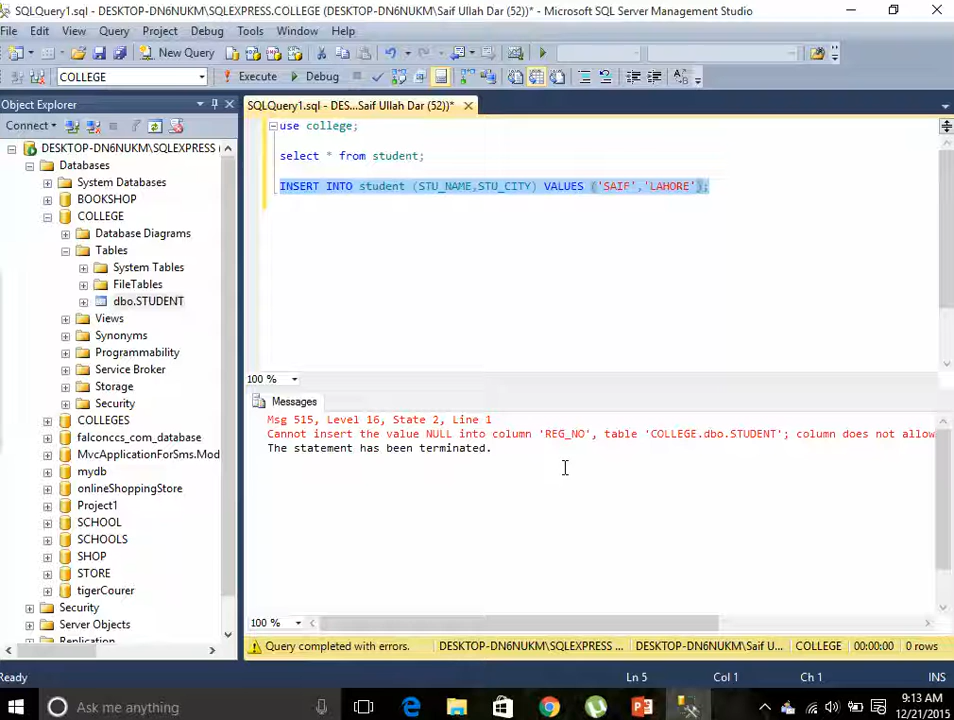 SQLQuery1.sql - DESKTOP-DN6NUKM\SQLEXPRESS.COLLEGE (DESKTOP-DN6NUKM\Saif Ullah Dar (52))* - Microsoft SQL Server Management Studio
File Edit View Query Project Debug Tools Window Help
New Query
COLLEGE Execute Debug
Object Explorer
SQLQuery1.sql - DES...Saif Ullah Dar (52))*
Connect
use college;
select * from student;
INSERT INTO student (STU_NAME,STU_CITY) VALUES ('SAIF','LAHORE');
DESKTOP-DN6NUKM\SQLEXPRESS (
Databases
System Databases
BOOKSHOP
COLLEGE
Database Diagrams
Tables
System Tables
FileTables
dbo.STUDENT
Views
Synonyms
Programmability
Service Broker
Storage
Security
COLLEGES
falconccs_com_database
MvcApplicationForSms.Mod
mydb
onlineShoppingStore
Project1
SCHOOL
SCHOOLS
SHOP
STORE
tigerCourer
Security
Server Objects
Replication
100 %
Messages
Msg 515, Level 16, State 2, Line 1
Cannot insert the value NULL into column 'REG_NO', table 'COLLEGE.dbo.STUDENT'; column does not allow
The statement has been terminated.
100 %
Query completed with errors. DESKTOP-DN6NUKM\SQLEXPRESS ... DESKTOP-DN6NUKM\Saif U... COLLEGE 00:00:00 0 rows
Ready Ln 5 Col 1 Ch 1 INS
Ask me anything
9:13 AM
12/21/2015